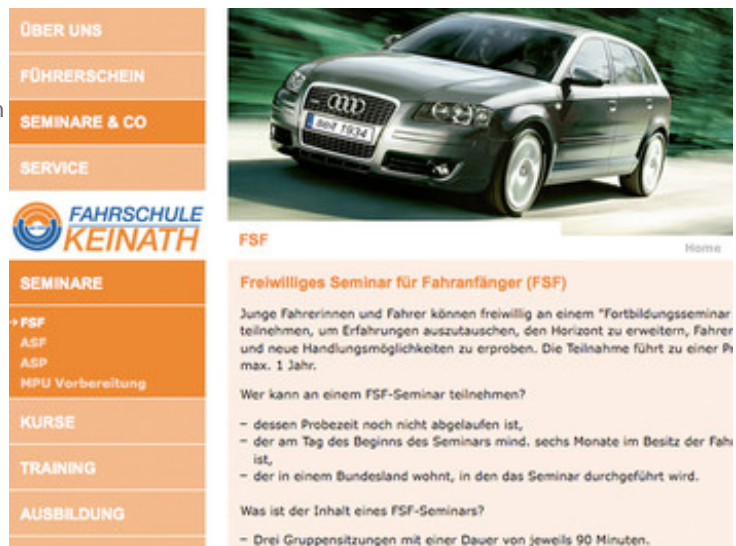 ÜBER UNS
FÜHRERSCHEIN
SEMINARE & CO
SERVICE
seit 1934
FAHRSCHULE
KEINATH
FSF
Home
SEMINARE
FSF
ASF
ASP
MPU Vorbereitung
KURSE
TRAINING
AUSBILDUNG
Freiwilliges Seminar für Fahranfänger (FSF)
Junge Fahrerinnen und Fahrer können freiwillig an einem "Fortbildungsseminar
teilnehmen, um Erfahrungen auszutauschen, den Horizont zu erweitern, Fahrer
und neue Handlungsmöglichkeiten zu erproben. Die Teilnahme führt zu einer
max. 1 Jahr.
Wer kann an einem FSF-Seminar teilnehmen?
– dessen Probezeit noch nicht abgelaufen ist,
– der am Tag des Beginns des Seminars mind. sechs Monate im Besitz der Fahr
ist,
– der in einem Bundesland wohnt, in den das Seminar durchgeführt wird.
Was ist der Inhalt eines FSF-Seminars?
– Drei Gruppensitzungen mit einer Dauer von jeweils 90 Minuten.